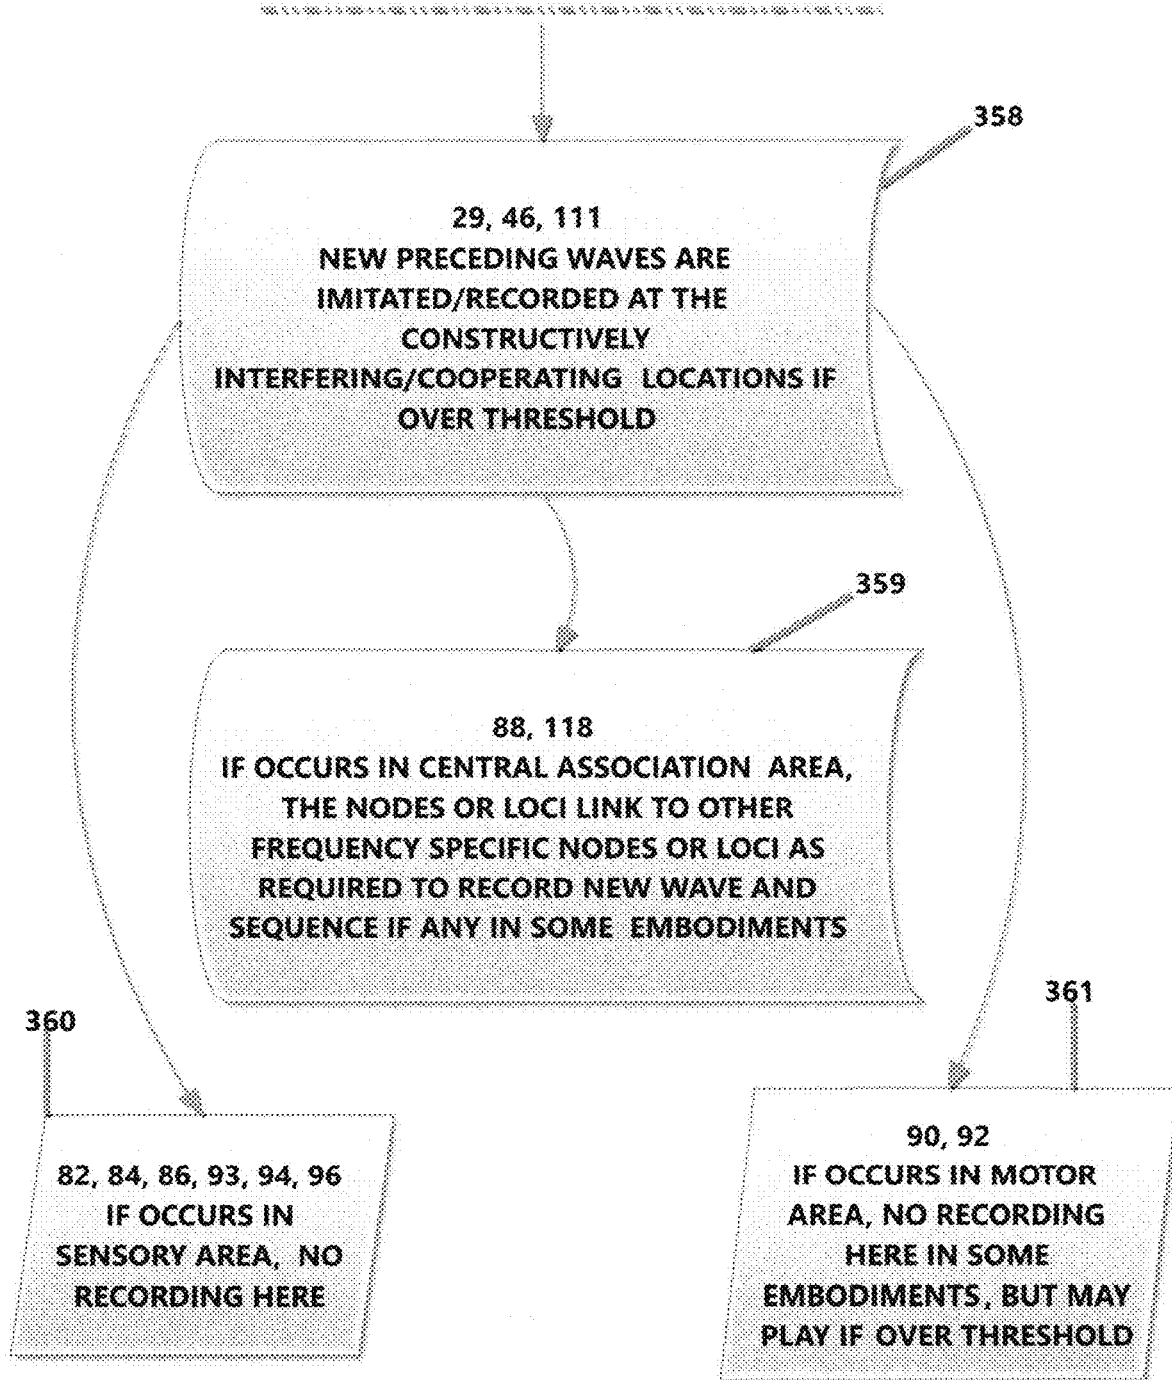 358
29, 46, 111
NEW PRECEDING WAVES ARE
IMITATED/RECORDED AT THE
CONSTRUCTIVELY
INTERFERING/COOPERATING LOCATIONS IF
OVER THRESHOLD
359
88, 118
IF OCCURS IN CENTRAL ASSOCIATION AREA,
THE NODES OR LOCI LINK TO OTHER
FREQUENCY SPECIFIC NODES OR LOCI AS
REQUIRED TO RECORD NEW WAVE AND
SEQUENCE IF ANY IN SOME EMBODIMENTS
360
82, 84, 86, 93, 94, 96
IF OCCURS IN
SENSORY AREA, NO
RECORDING HERE
361
90, 92
IF OCCURS IN MOTOR
AREA, NO RECORDING
HERE IN SOME
EMBODIMENTS, BUT MAY
PLAY IF OVER THRESHOLD